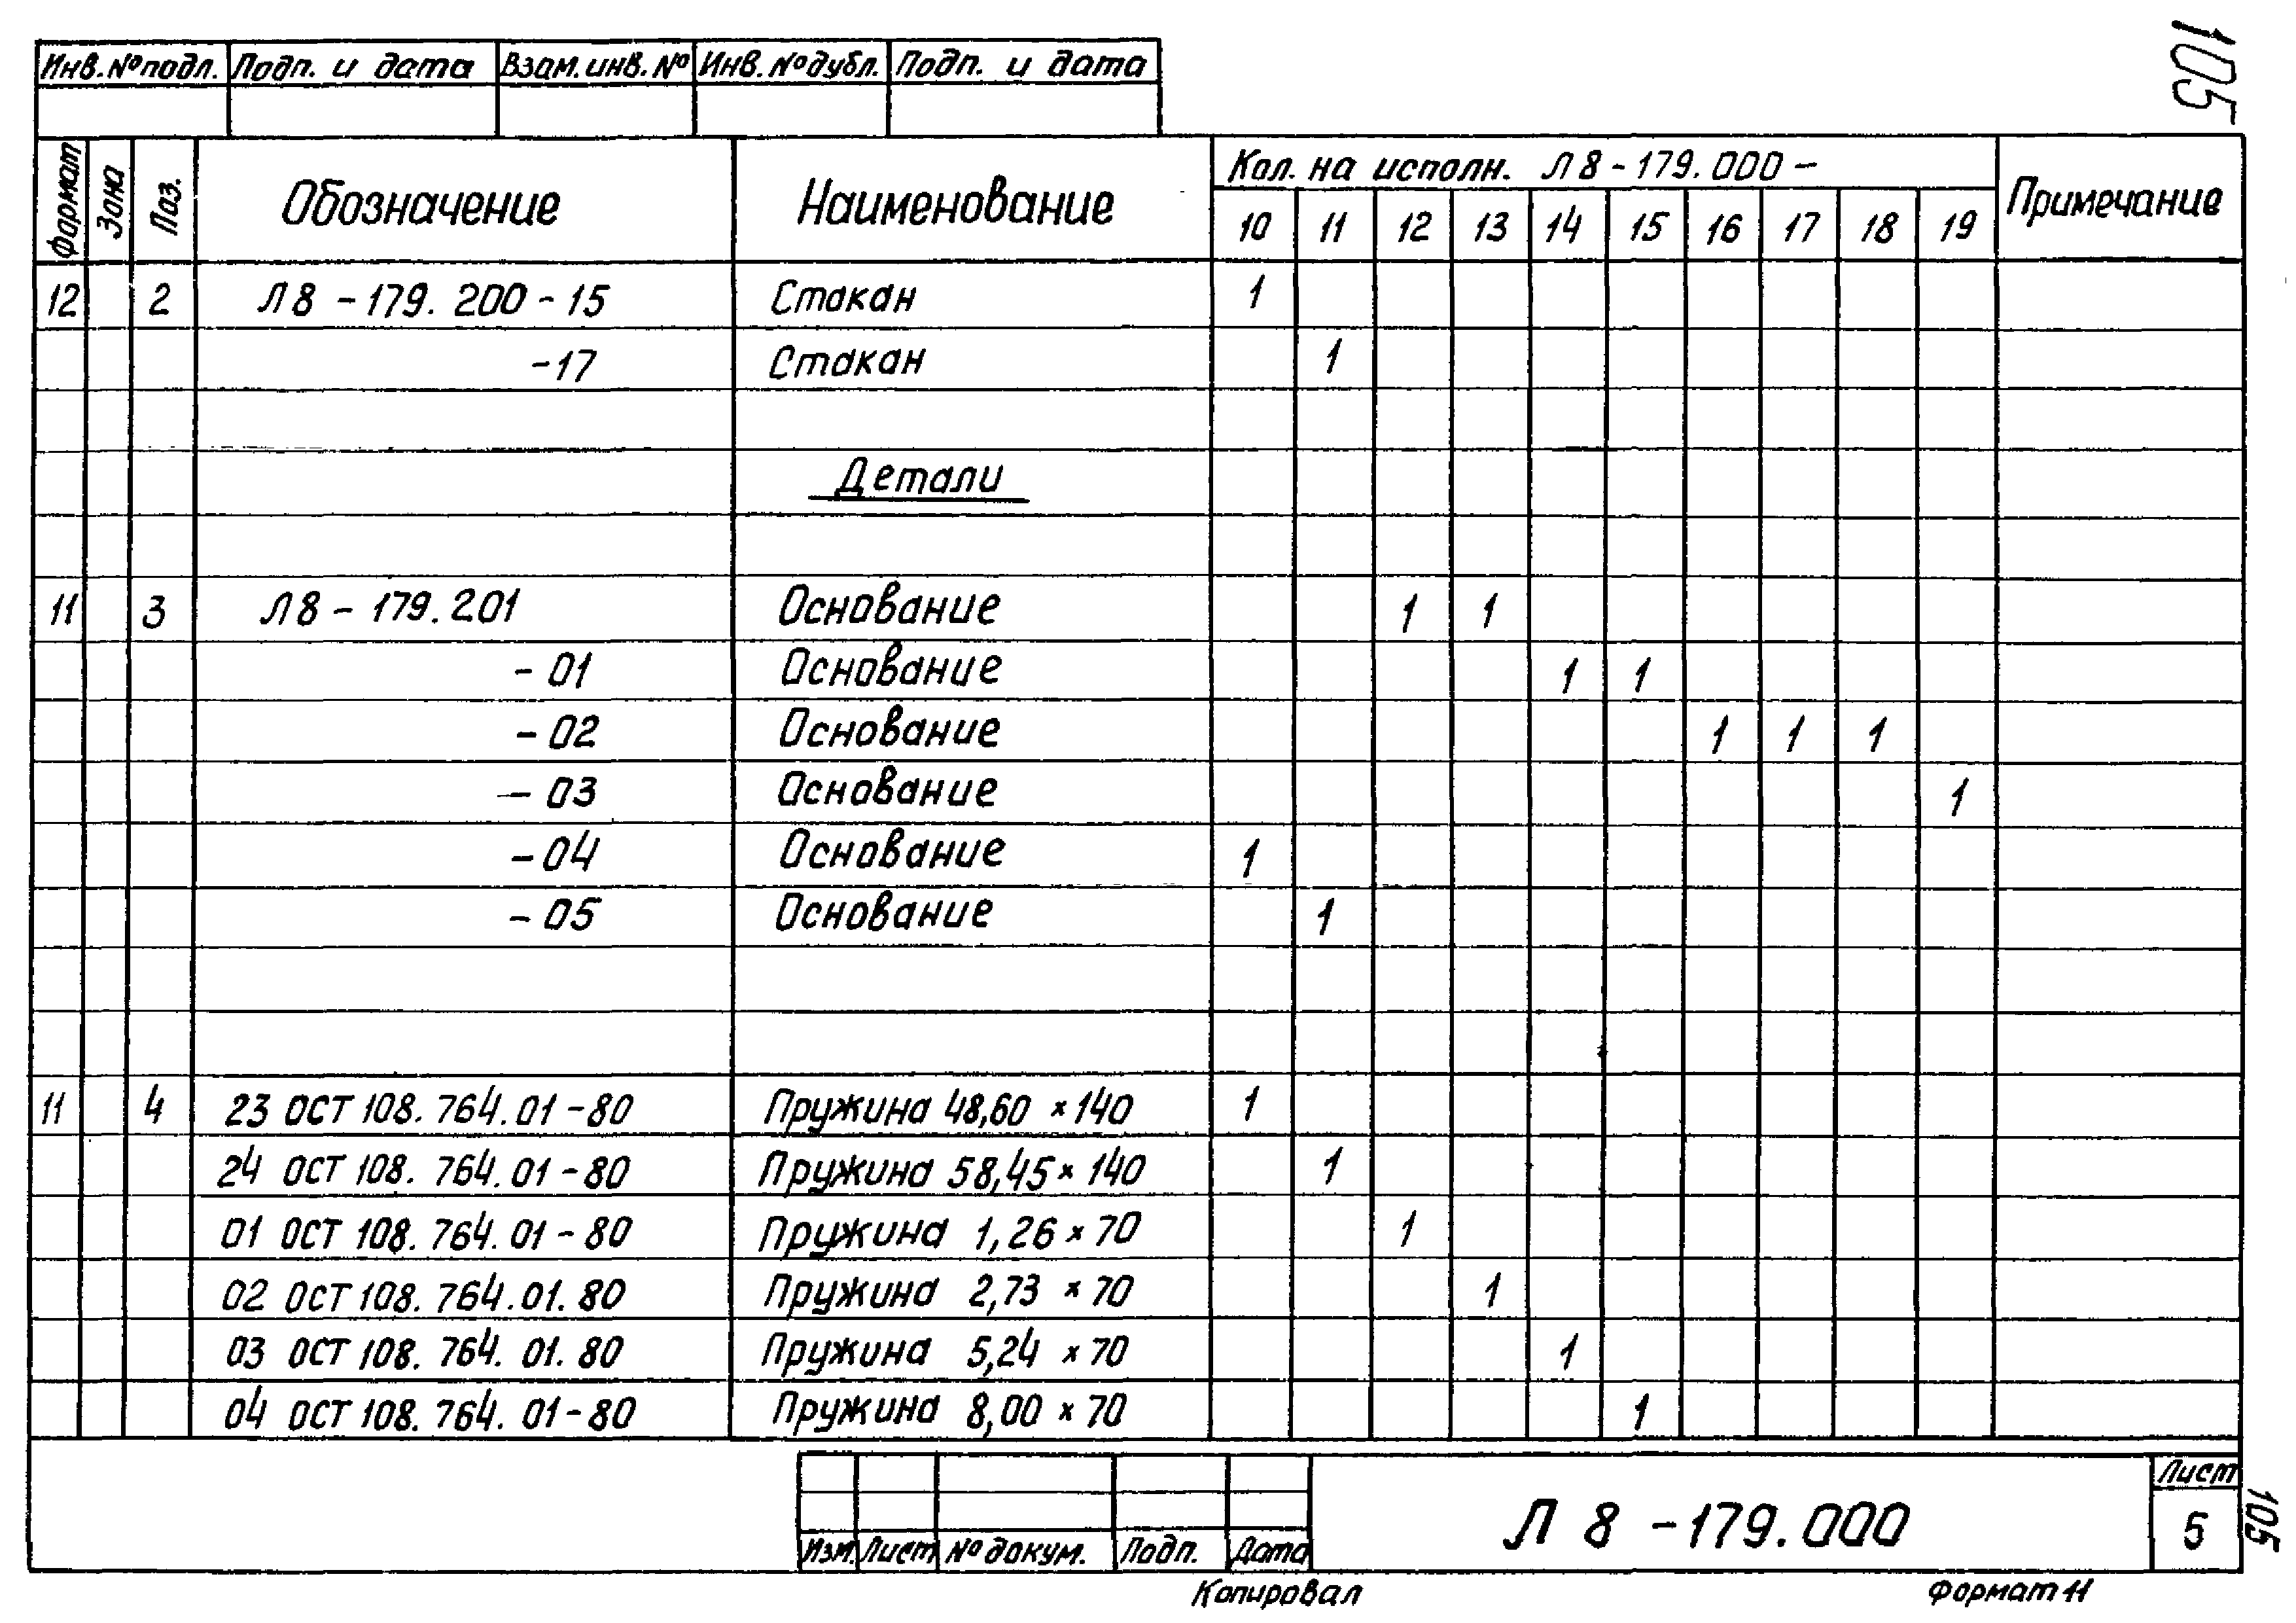 105
Инв. № подл. Подп. и дата Взам. инв. № Инв. № дубл. Подп. и дата
Формат Зона Поз. Обозначение Наименование Кол. на исполн. Л 8 - 179. 000 - Примечание
10 11 12 13 14 15 16 17 18 19
12 2 Л 8 - 179. 200 - 15 Стакан 1
- 17 Стакан 1
Детали
11 3 Л 8 - 179. 201 Основание 1 1
- 01 Основание 1 1
- 02 Основание 1 1 1
- 03 Основание 1
- 04 Основание 1
- 05 Основание 1
11 4 23 ОСТ 108. 764. 01 - 80 Пружина 48,60 × 140 1
24 ОСТ 108. 764. 01 - 80 Пружина 58,45 × 140 1
01 ОСТ 108. 764. 01 - 80 Пружина 1,26 × 70 1
02 ОСТ 108. 764. 01. 80 Пружина 2,73 × 70 1
03 ОСТ 108. 764. 01. 80 Пружина 5,24 × 70 1
04 ОСТ 108. 764. 01 - 80 Пружина 8,00 × 70 1
Изм. Лист № докум. Подп. Дата
Л 8 - 179. 000
Лист
5
105
Копировал Формат 11